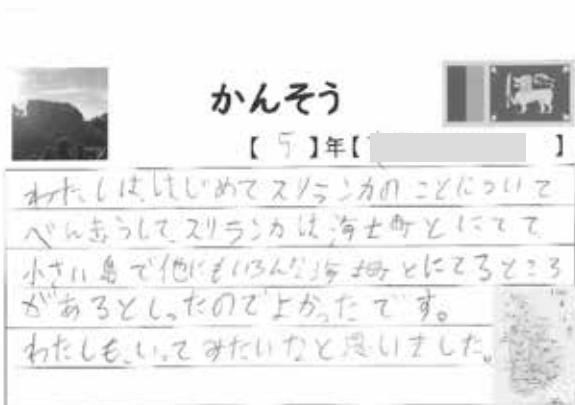 かんそう
【5】年【 】
わたしは、はじめてスリランカのことについて
べんきょうして、スリランカは海士町とにてて
小さい島で他にもいろんな海士町とにてるところ
があるとしったのでよかったです。
わたしも、いってみたいなと思いました。